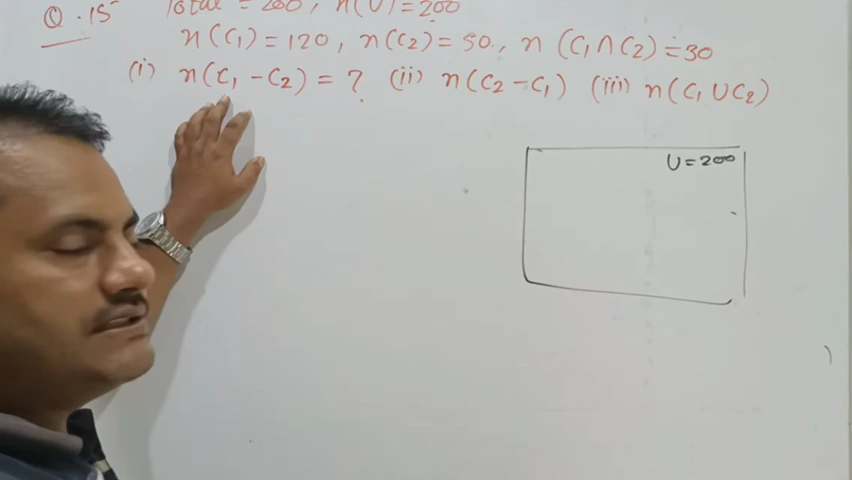 Q.15 Total = 200, n(U) = 200
n(C₁) = 120, n(C₂) = 50, n(C₁∩C₂) = 30
(i) n(C₁ - C₂) = ? (ii) n(C₂ - C₁) (iii) n(C₁ ∪ C₂)
U = 200